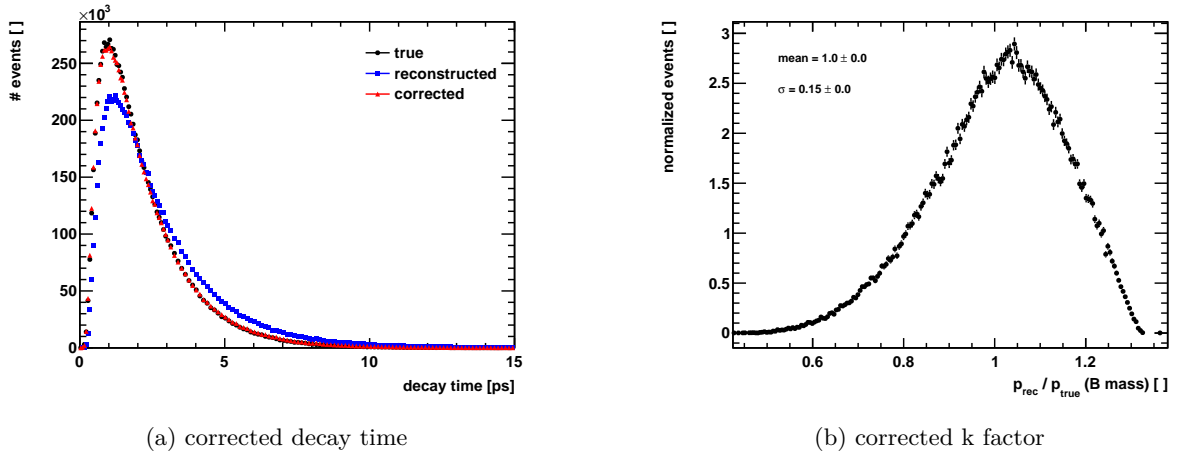 ×10³
# events [ ]
250
200
150
100
50
0
0
5
10
15
decay time [ps]
true
reconstructed
corrected
(a) corrected decay time
normalized events [ ]
3
2.5
2
1.5
1
0.5
0
0.6
0.8
1
1.2
p_rec / p_true (B mass) [ ]
mean = 1.0 ± 0.0
σ = 0.15 ± 0.0
(b) corrected k factor